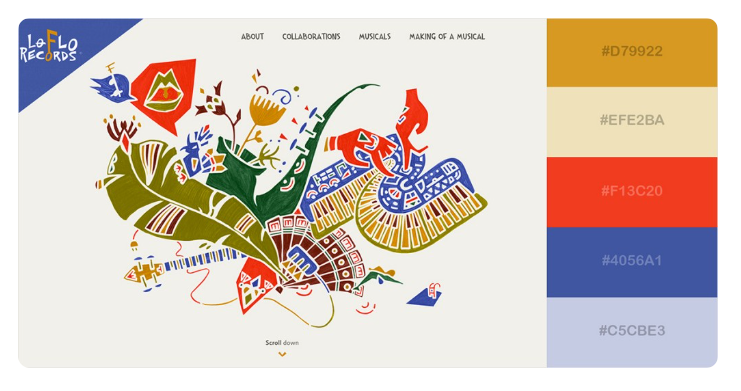 LaFLO
RECORDS
ABOUT COLLABORATIONS MUSICALS MAKING OF A MUSICAL
Scroll down
#D79922
#EFE2BA
#F13C20
#4056A1
#C5CBE3